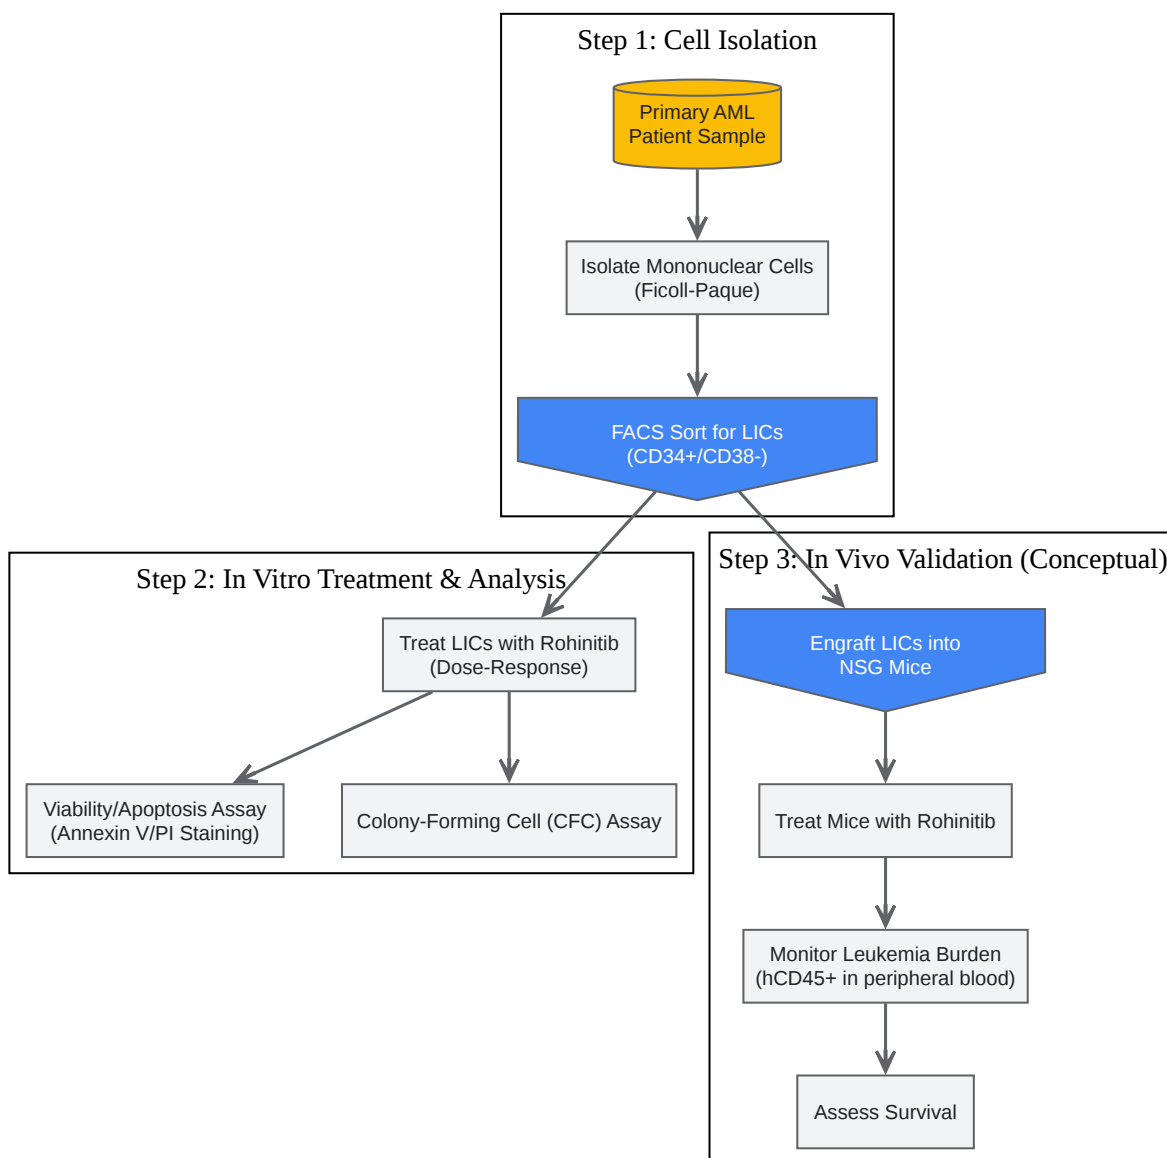 Step 1: Cell Isolation
Primary AML
Patient Sample
Isolate Mononuclear Cells
(Ficoll-Paque)
FACS Sort for LICs
(CD34+/CD38-)
Step 2: In Vitro Treatment & Analysis
Treat LICs with Rohinitib
(Dose-Response)
Viability/Apoptosis Assay
(Annexin V/PI Staining)
Colony-Forming Cell (CFC) Assay
Step 3: In Vivo Validation (Conceptual)
Engraft LICs into
NSG Mice
Treat Mice with Rohinitib
Monitor Leukemia Burden
(hCD45+ in peripheral blood)
Assess Survival